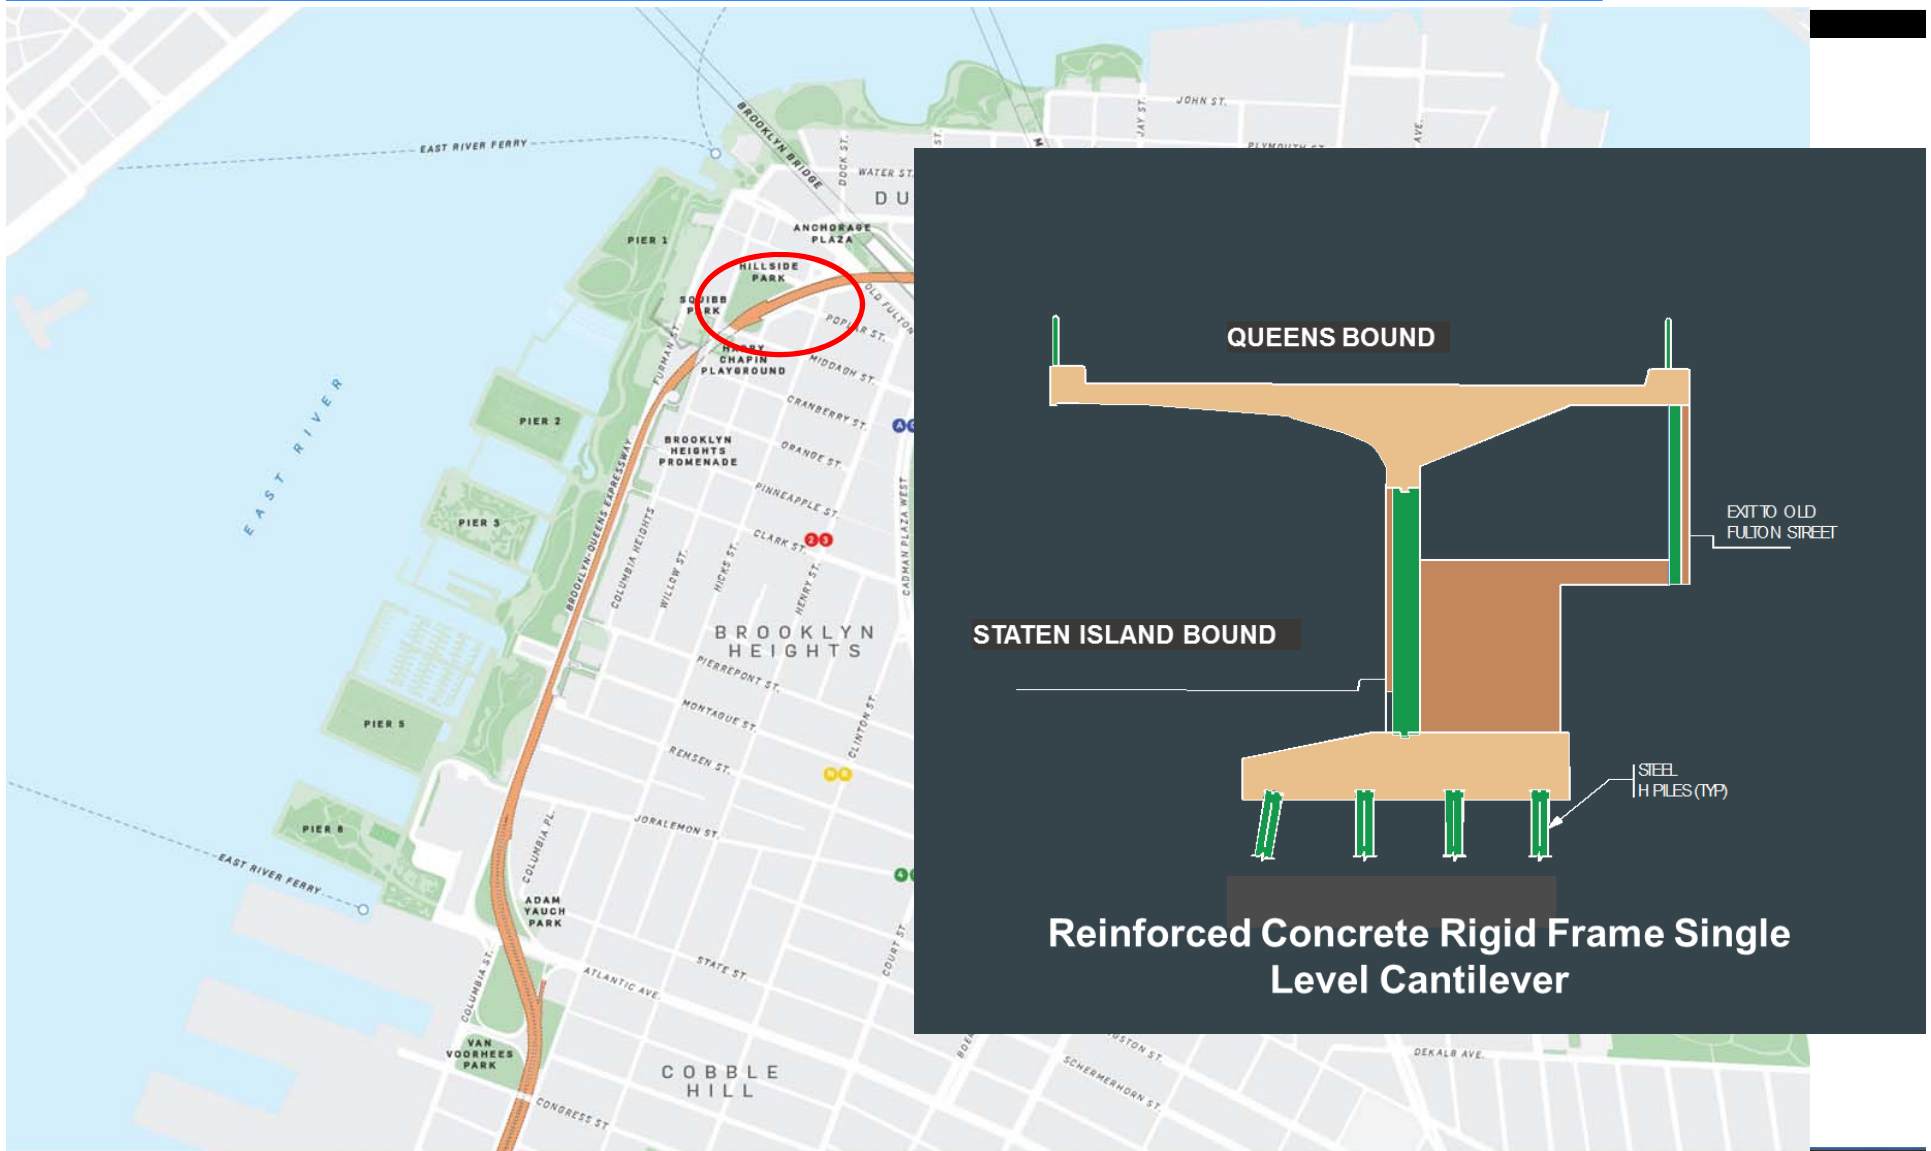 JOHN ST.
JAY ST.
PLYMOUTH ST.
AVE.
EAST RIVER FERRY
BROOKLYN BRIDGE
DOCK ST.
ST.
WATER ST.
M
DU
PIER 1
ANCHORAGE
PLAZA
HILLSIDE
PARK
SQUIBB
PARK
OLD FULTON
POPLAR ST.
FURMAN ST.
HARRY
CHAPIN
PLAYGROUND
MIDDAGH ST.
CRANBERRY ST.
A
PIER 2
BROOKLYN
HEIGHTS
PROMENADE
ORANGE ST.
EAST RIVER
PINEAPPLE ST.
PIER 3
CLARK ST.
2 3
BROOKLYN-QUEENS EXPRESSWAY
COLUMBIA HEIGHTS
WILLOW ST.
HICKS ST.
HENRY ST.
CADMAN PLAZA WEST
BROOKLYN
HEIGHTS
PIERREPONT ST.
PIER 5
MONTAGUE ST.
CLINTON ST.
REMSEN ST.
N R
PIER 6
JORALEMON ST.
COLUMBIA PL.
EAST RIVER FERRY
4
ADAM
YAUCH
PARK
COURT ST.
STATE ST.
ATLANTIC AVE.
COLUMBIA ST.
VAN
VOORHEES
PARK
COBBLE
HILL
CONGRESS ST.
SCHERMERHORN ST.
DEKALB AVE.
QUEENS BOUND
EXIT TO OLD
FULTON STREET
STATEN ISLAND BOUND
STEEL
H PILES (TYP)
Reinforced Concrete Rigid Frame Single
Level Cantilever